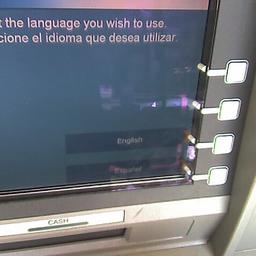 t the language you wish to use.
cione el idioma que desea utilizar.
English
Español
CASH